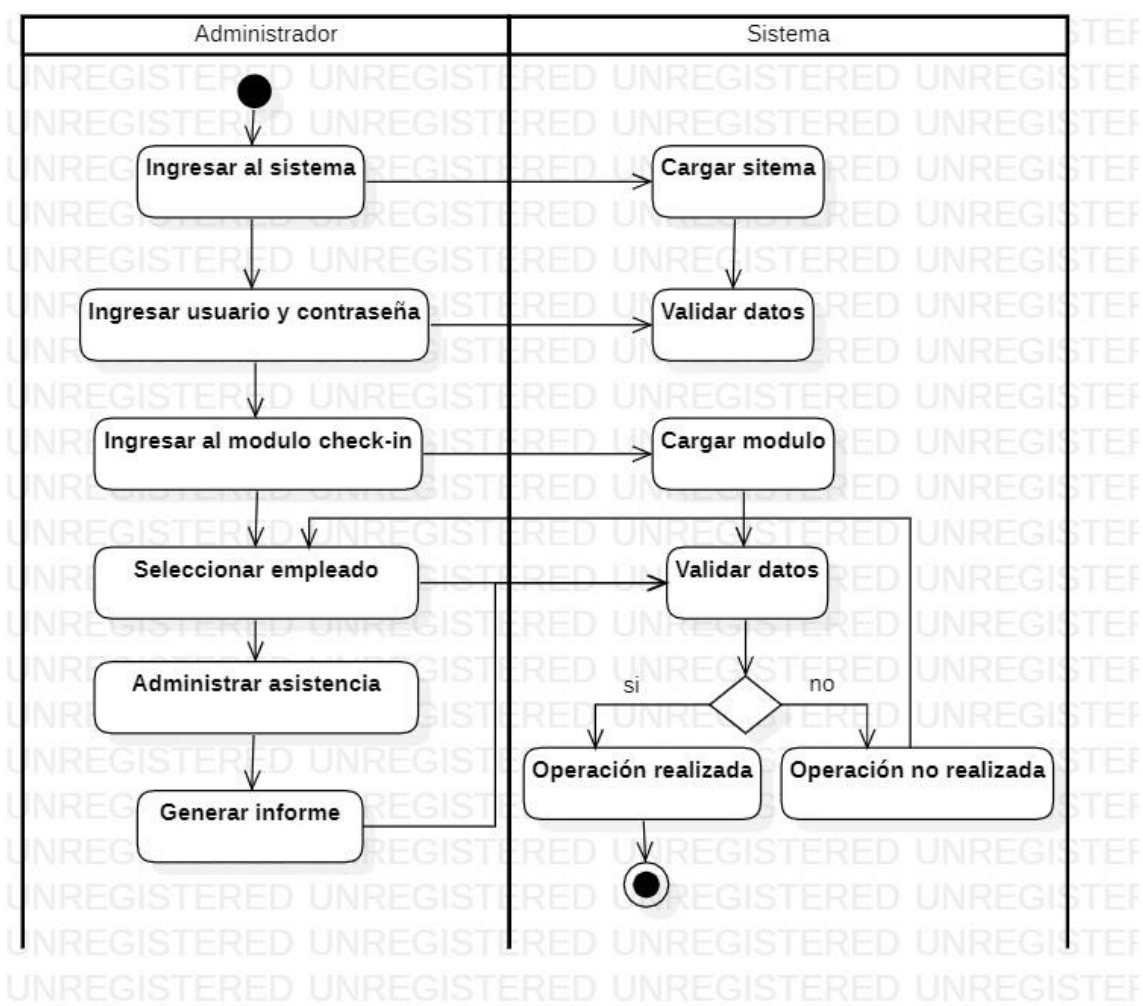 Administrador
Sistema
Ingresar al sistema
Cargar sitema
Ingresar usuario y contraseña
Validar datos
Ingresar al modulo check-in
Cargar modulo
Seleccionar empleado
Validar datos
Administrar asistencia
si
no
Operación realizada
Operación no realizada
Generar informe
UNREGISTERED UNREGISTERED UNREGISTERED UNREGISTER